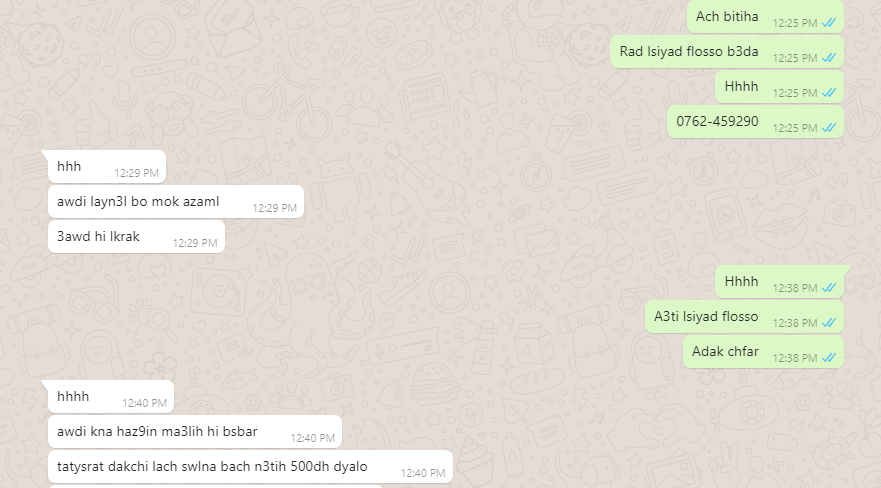 Ach bitiha
12:25 PM
Rad lsiyad flosso b3da
12:25 PM
Hhhh
12:25 PM
0762-459290
12:25 PM
hhh
12:29 PM
awdi layn3l bo mok azaml
12:29 PM
3awd hi lkrak
12:29 PM
Hhhh
12:38 PM
A3ti lsiyad flosso
12:38 PM
Adak chfar
12:38 PM
hhhh
12:40 PM
awdi kna haz9in ma3lih hi bsbar
12:40 PM
tatysrat dakchi lach swlna bach n3tih 500dh dyalo
12:40 PM